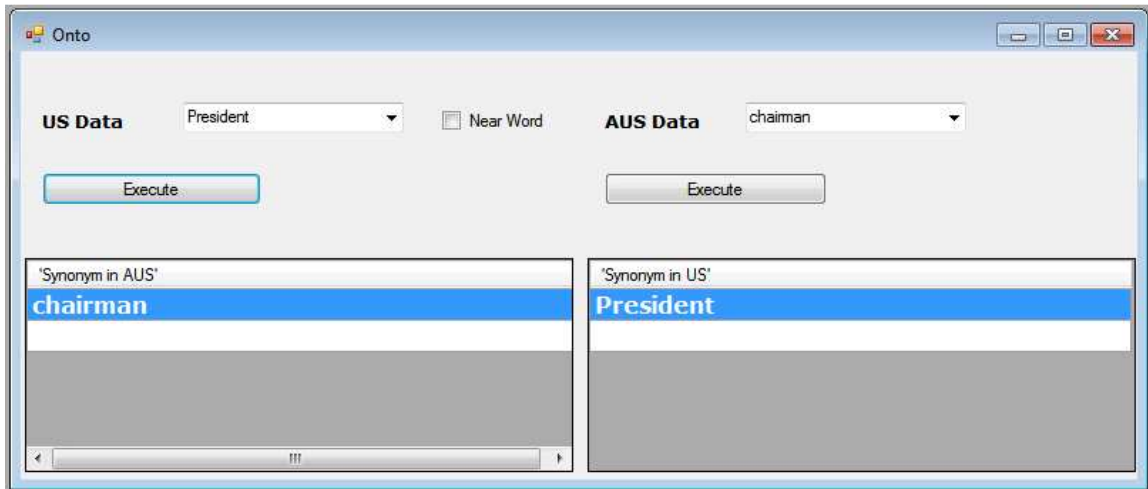 Onto
US Data President Near Word AUS Data chairman
Execute Execute
'Synonym in AUS' 'Synonym in US'
chairman President